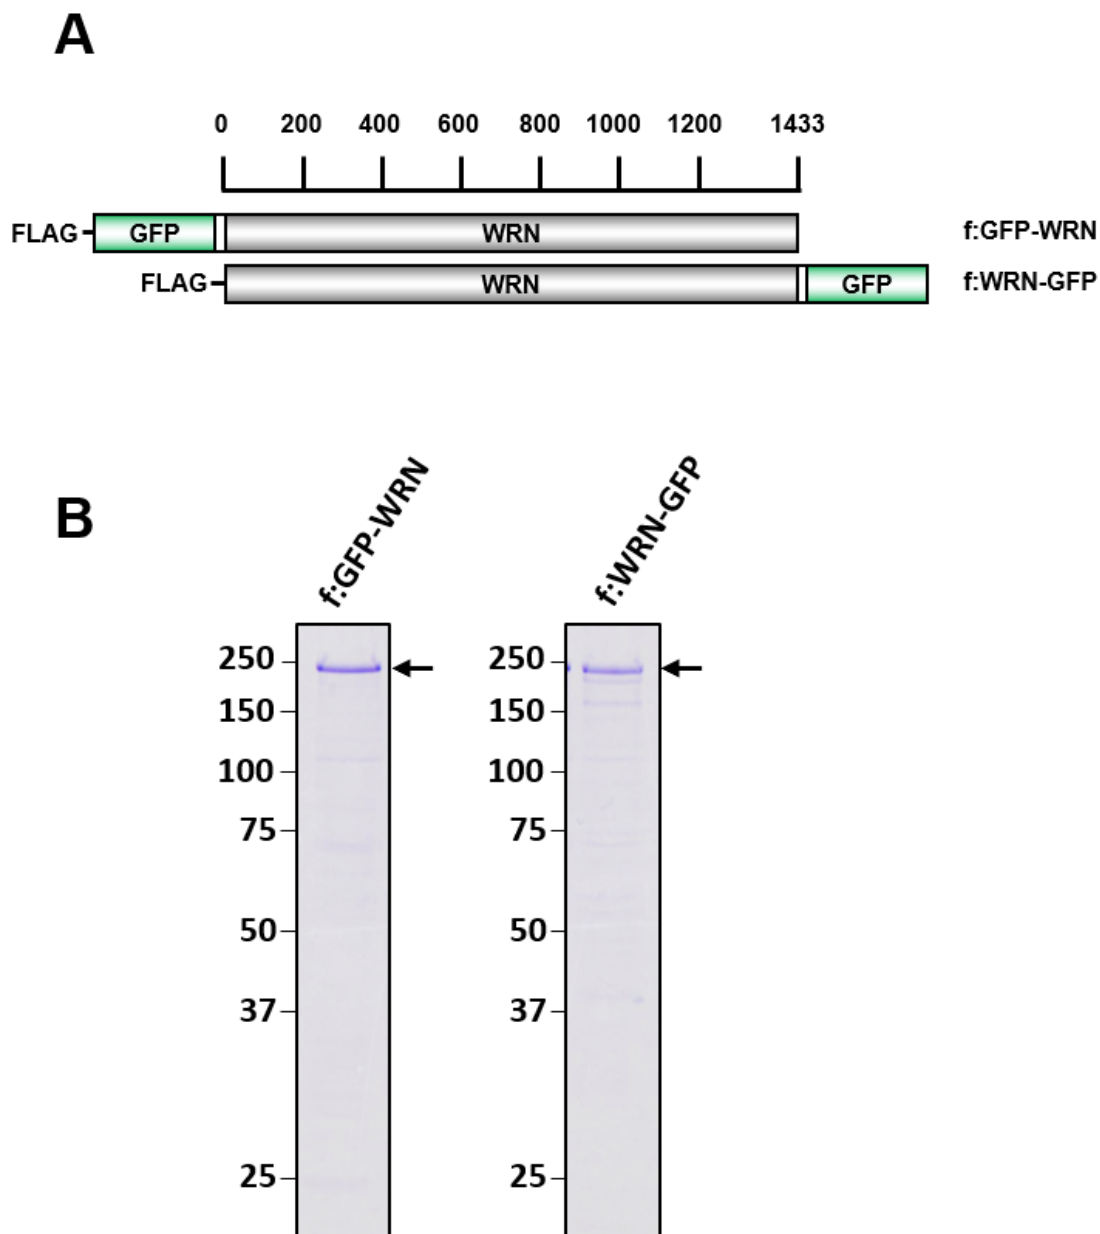 A
0 200 400 600 800 1000 1200 1433
FLAG GFP WRN f:GFP-WRN
FLAG WRN GFP f:WRN-GFP
B
f:GFP-WRN f:WRN-GFP
250 250
150 150
100 100
75 75
50 50
37 37
25 25